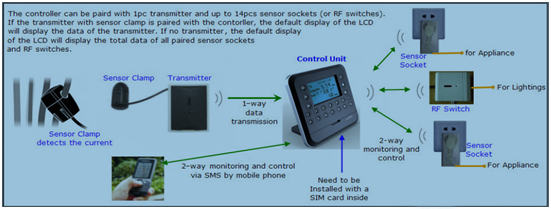 The controller can be pair with 1pc transmitter and up to 14pcs sensor sockets (or RF switches).
If the transmitter with sensor clamp is paired with the contorller, the default display of the LCD
will display the data of the transmitter. If no transmitter, the default display
of the LCD will display the total data of all paired sensor sockets
and RF switches.
Control Unit
Sensor
Socket
for Appliance
Sensor Clamp
Transmitter
1-way
data
transmission
For Lightings
RF Switch
Sensor Clamp
detects the current
2-way
monitoring and
control
Sensor
Socket
For Appliance
2-way monitoring and control
via SMS by mobile phone
Need to be
Installed with a
SIM card inside